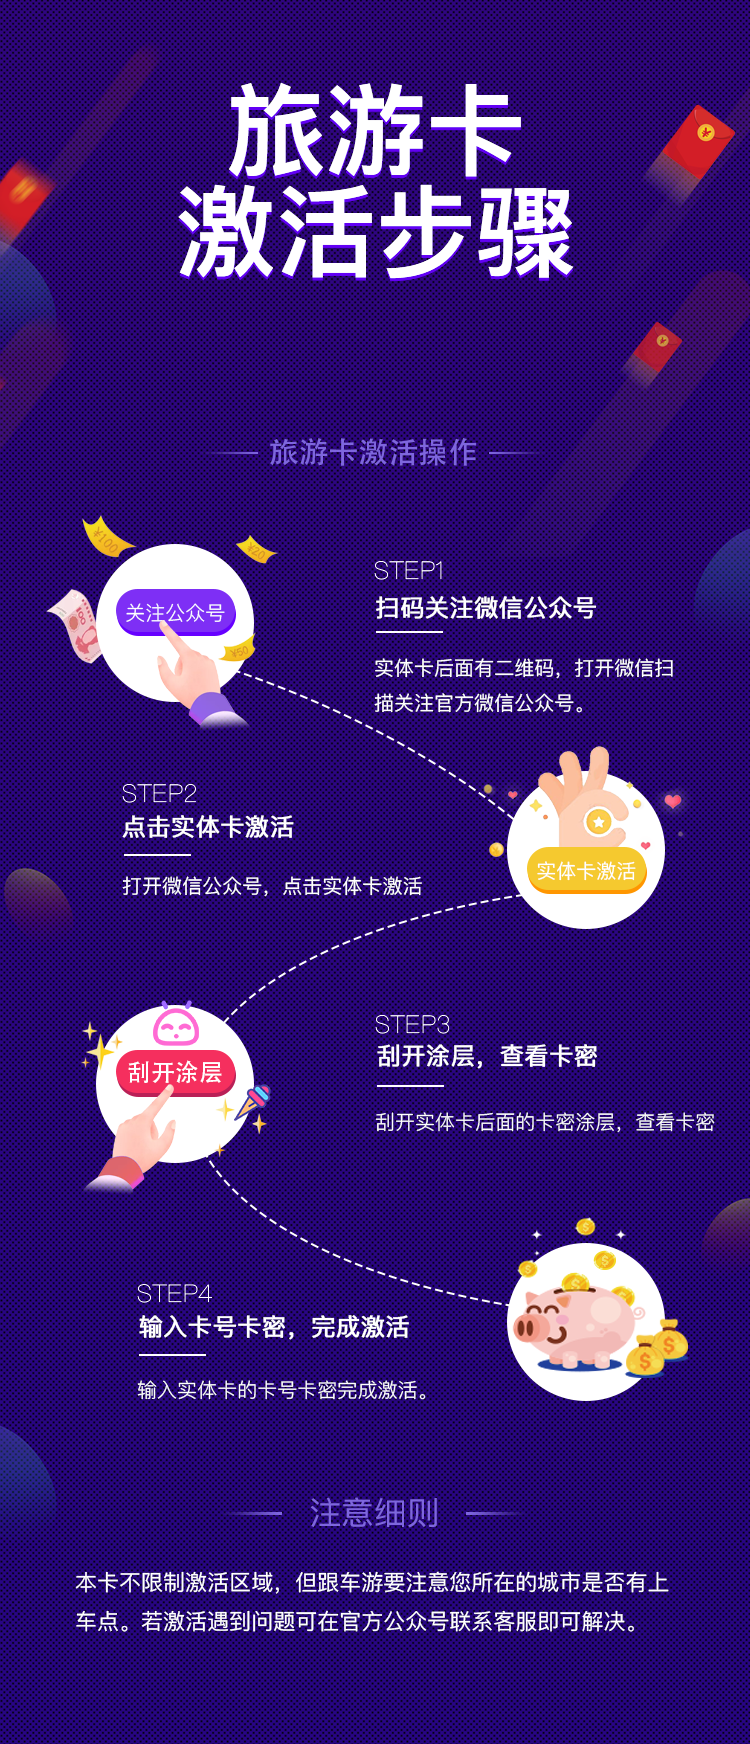 旅游卡
激活步骤
旅游卡激活操作
¥100
¥20
100
关注公众号
¥50
STEP1
扫码关注微信公众号
实体卡后面有二维码，打开微信扫
描关注官方微信公众号。
STEP2
点击实体卡激活
打开微信公众号，点击实体卡激活
实体卡激活
刮开涂层
STEP3
刮开涂层，查看卡密
刮开实体卡后面的卡密涂层，查看卡密
STEP4
输入卡号卡密，完成激活
输入实体卡的卡号卡密完成激活。
注意细则
本卡不限制激活区域，但跟车游要注意您所在的城市是否有上
车点。若激活遇到问题可在官方公众号联系客服即可解决。